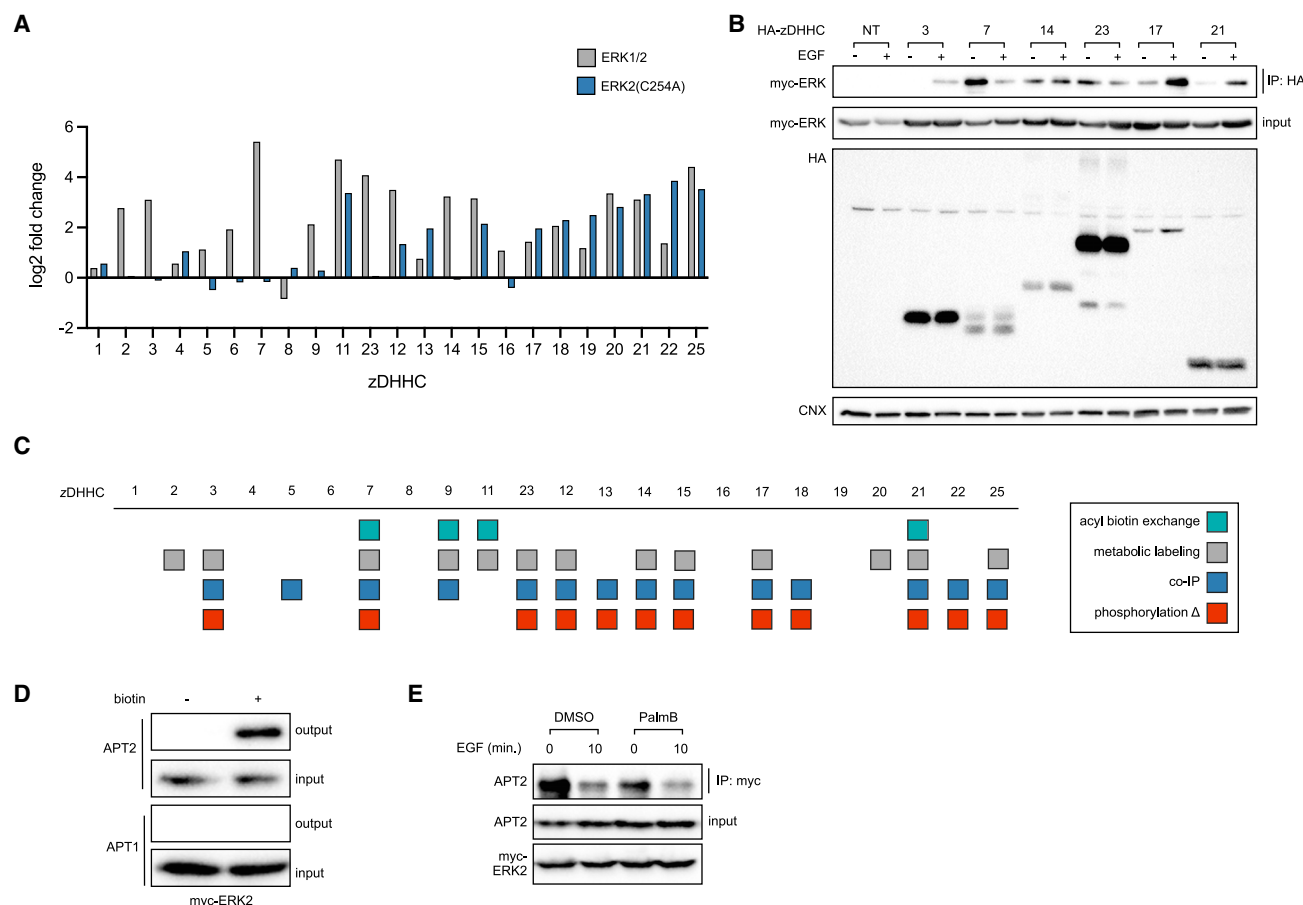 A
ERK1/2
ERK2(C254A)
log2 fold change
6
4
2
0
-2
1 2 3 4 5 6 7 8 9 11 23 12 13 14 15 16 17 18 19 20 21 22 25
zDHHC
B
HA-zDHHC NT 3 7 14 23 17 21
EGF - + - + - + - + - + - + - +
myc-ERK IP: HA
myc-ERK input
HA
CNX
C
zDHHC 1 2 3 4 5 6 7 8 9 11 23 12 13 14 15 16 17 18 19 20 21 22 25
acyl biotin exchange
metabolic labeling
co-IP
phosphorylation Δ
D
biotin - +
APT2 output
input
APT1 output
input
myc-ERK2
E
DMSO PalmB
EGF (min.) 0 10 0 10
APT2 IP: myc
APT2 input
myc-
ERK2